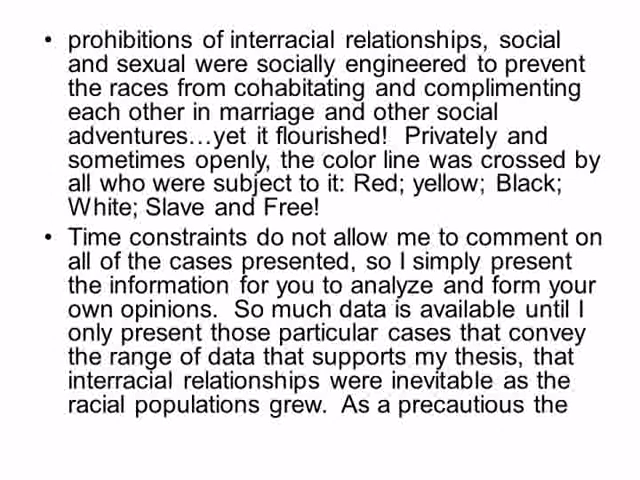 • prohibitions of interracial relationships, social
and sexual were socially engineered to prevent
the races from cohabitating and complimenting
each other in marriage and other social
adventures…yet it flourished!  Privately and
sometimes openly, the color line was crossed by
all who were subject to it: Red; yellow; Black;
White; Slave and Free!
• Time constraints do not allow me to comment on
all of the cases presented, so I simply present
the information for you to analyze and form your
own opinions.  So much data is available until I
only present those particular cases that convey
the range of data that supports my thesis, that
interracial relationships were inevitable as the
racial populations grew.  As a precautious the